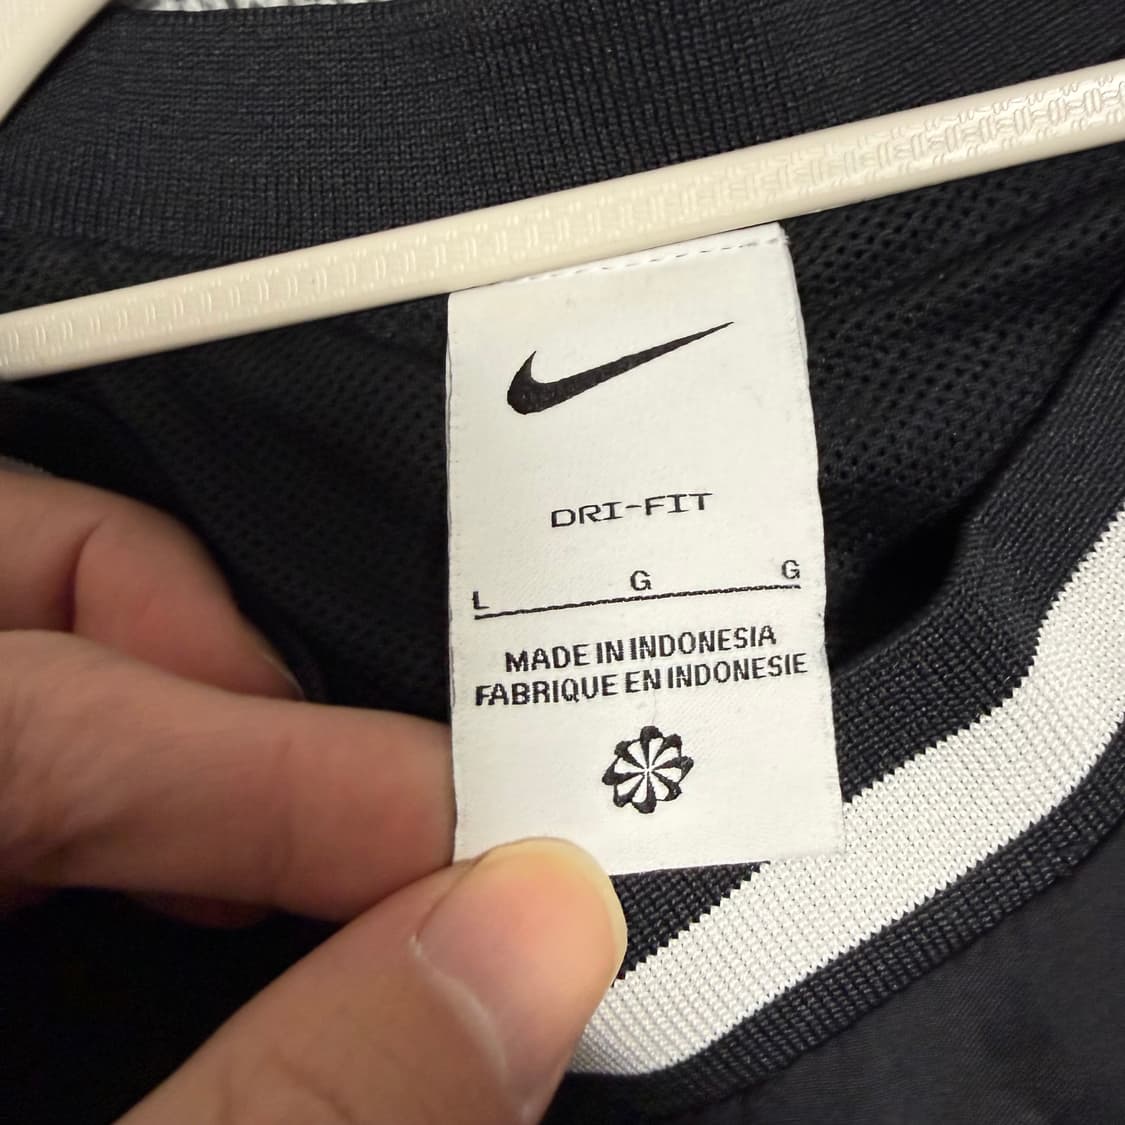 DRI-FIT
L G G
MADE IN INDONESIA
FABRIQUE EN INDONESIE